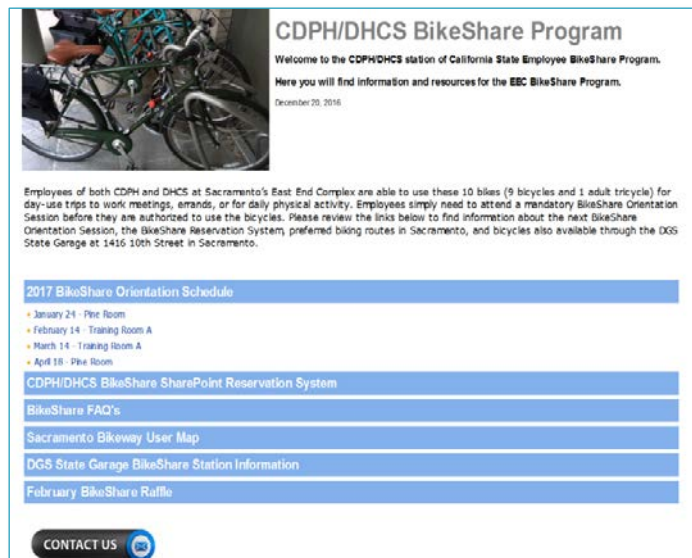 CDPH/DHCS BikeShare Program
Welcome to the CDPH/DHCS station of California State Employee BikeShare Program.
Here you will find information and resources for the EEC BikeShare Program.
December 20, 2016
Employees of both CDPH and DHCS at Sacramento's East End Complex are able to use these 10 bikes (9 bicycles and 1 adult tricycle) for
day-use trips to work meetings, errands, or for daily physical activity. Employees simply need to attend a mandatory BikeShare Orientation
Session before they are authorized to use the bicycles. Please review the links below to find information about the next BikeShare
Orientation Session, the BikeShare Reservation System, preferred biking routes in Sacramento, and bicycles also available through the DGS
State Garage at 1416 10th Street in Sacramento.
2017 BikeShare Orientation Schedule
January 24 - Pine Room
February 14 - Training Room A
March 14 - Training Room A
April 18 - Pine Room
CDPH/DHCS BikeShare SharePoint Reservation System
BikeShare FAQ's
Sacramento Bikeway User Map
DGS State Garage BikeShare Station Information
February BikeShare Raffle
CONTACT US